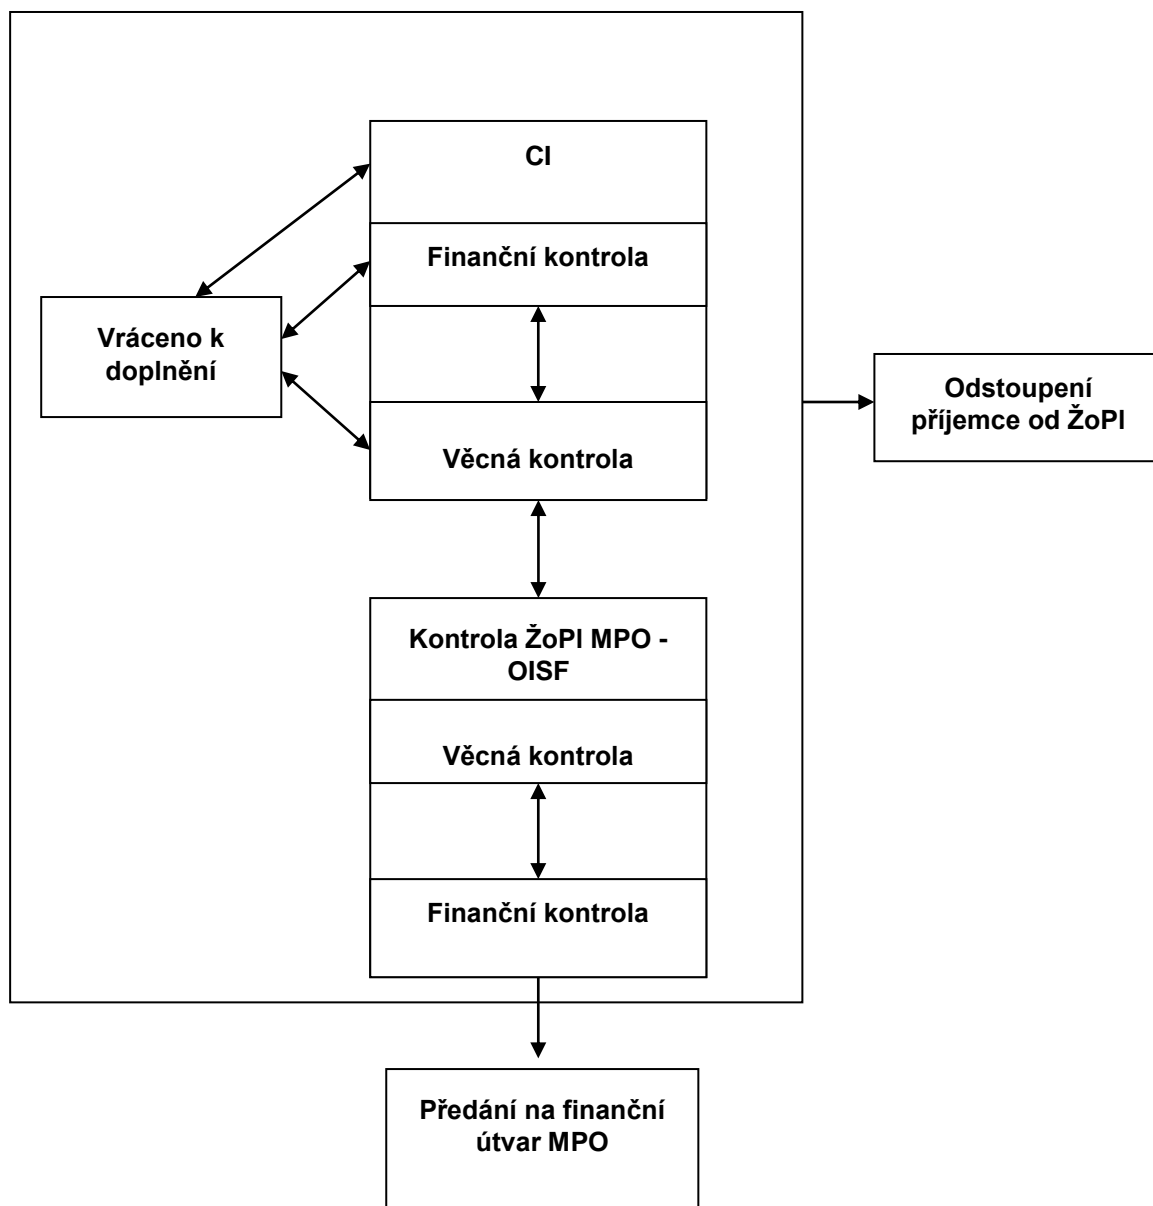 CI
Finanční kontrola
Vráceno k
doplnění
Věcná kontrola
Odstoupení
příjemce od ŽoPl
Kontrola ŽoPl MPO -
OISF
Věcná kontrola
Finanční kontrola
Předání na finanční
útvar MPO